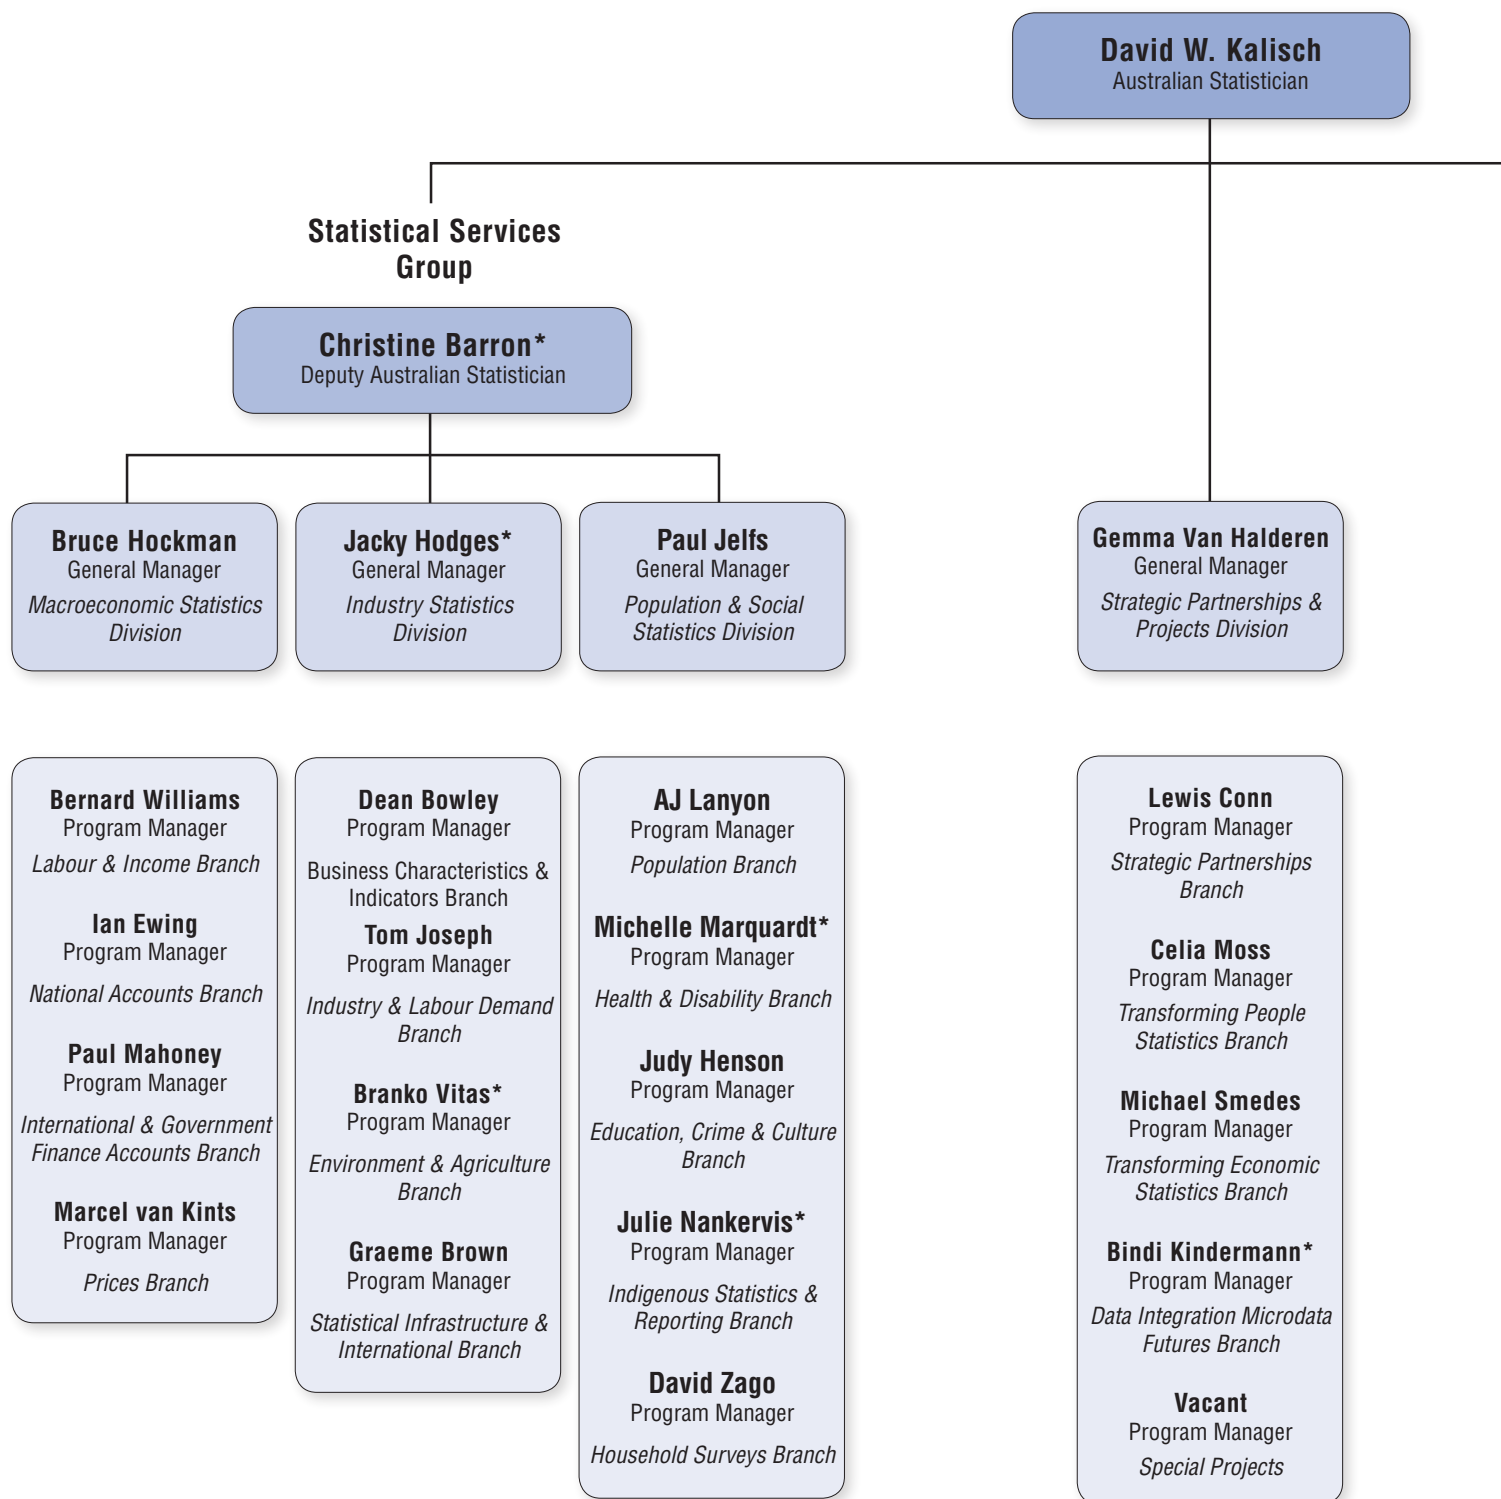 David W. Kalisch
Australian Statistician
Statistical Services
Group
Christine Barron*
Deputy Australian Statistician
Bruce Hockman
General Manager
Macroeconomic Statistics
Division
Jacky Hodges*
General Manager
Industry Statistics
Division
Paul Jelfs
General Manager
Population & Social
Statistics Division
Gemma Van Halderen
General Manager
Strategic Partnerships &
Projects Division
Bernard Williams
Program Manager
Labour & Income Branch
Ian Ewing
Program Manager
National Accounts Branch
Paul Mahoney
Program Manager
International & Government
Finance Accounts Branch
Marcel van Kints
Program Manager
Prices Branch
Dean Bowley
Program Manager
Business Characteristics &
Indicators Branch
Tom Joseph
Program Manager
Industry & Labour Demand
Branch
Branko Vitas*
Program Manager
Environment & Agriculture
Branch
Graeme Brown
Program Manager
Statistical Infrastructure &
International Branch
AJ Lanyon
Program Manager
Population Branch
Michelle Marquardt*
Program Manager
Health & Disability Branch
Judy Henson
Program Manager
Education, Crime & Culture
Branch
Julie Nankervis*
Program Manager
Indigenous Statistics &
Reporting Branch
David Zago
Program Manager
Household Surveys Branch
Lewis Conn
Program Manager
Strategic Partnerships
Branch
Celia Moss
Program Manager
Transforming People
Statistics Branch
Michael Smedes
Program Manager
Transforming Economic
Statistics Branch
Bindi Kindermann*
Program Manager
Data Integration Microdata
Futures Branch
Vacant
Program Manager
Special Projects